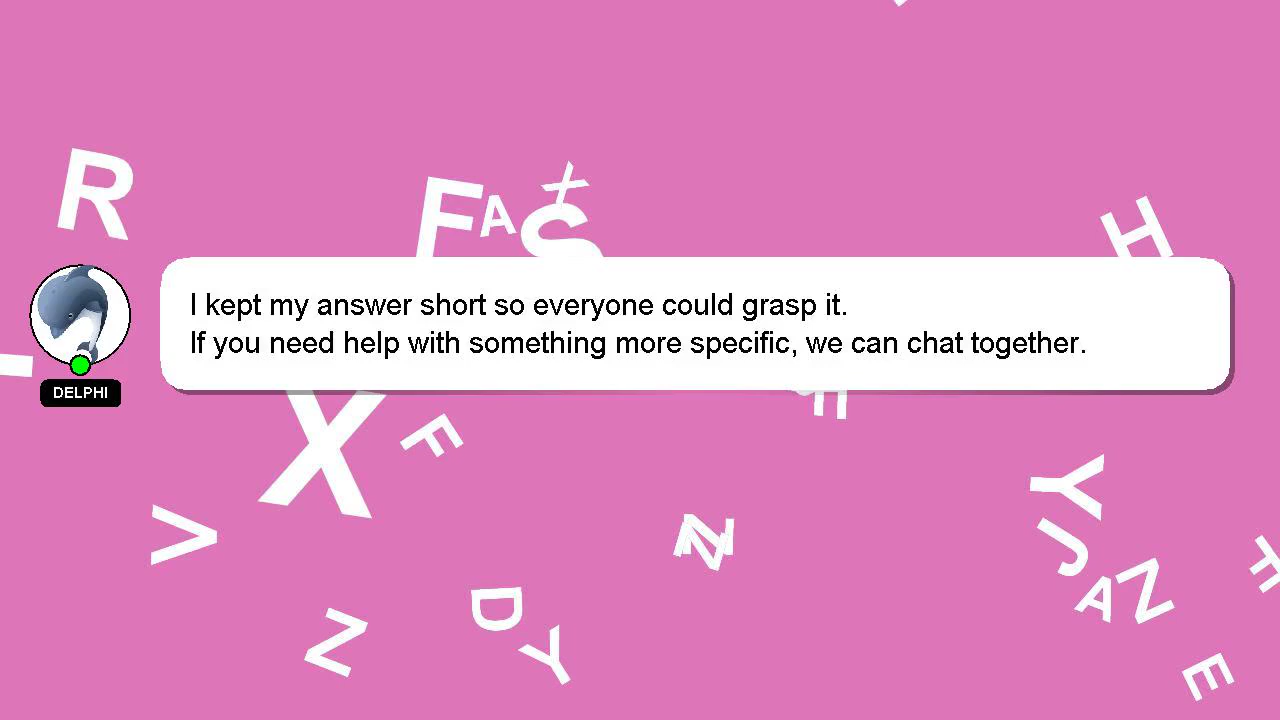 R
F A S X
H
I kept my answer short so everyone could grasp it.
If you need help with something more specific, we can chat together.
DELPHI
X
F
Y
J
A
N
V
Z
D
Y
N
Z
E